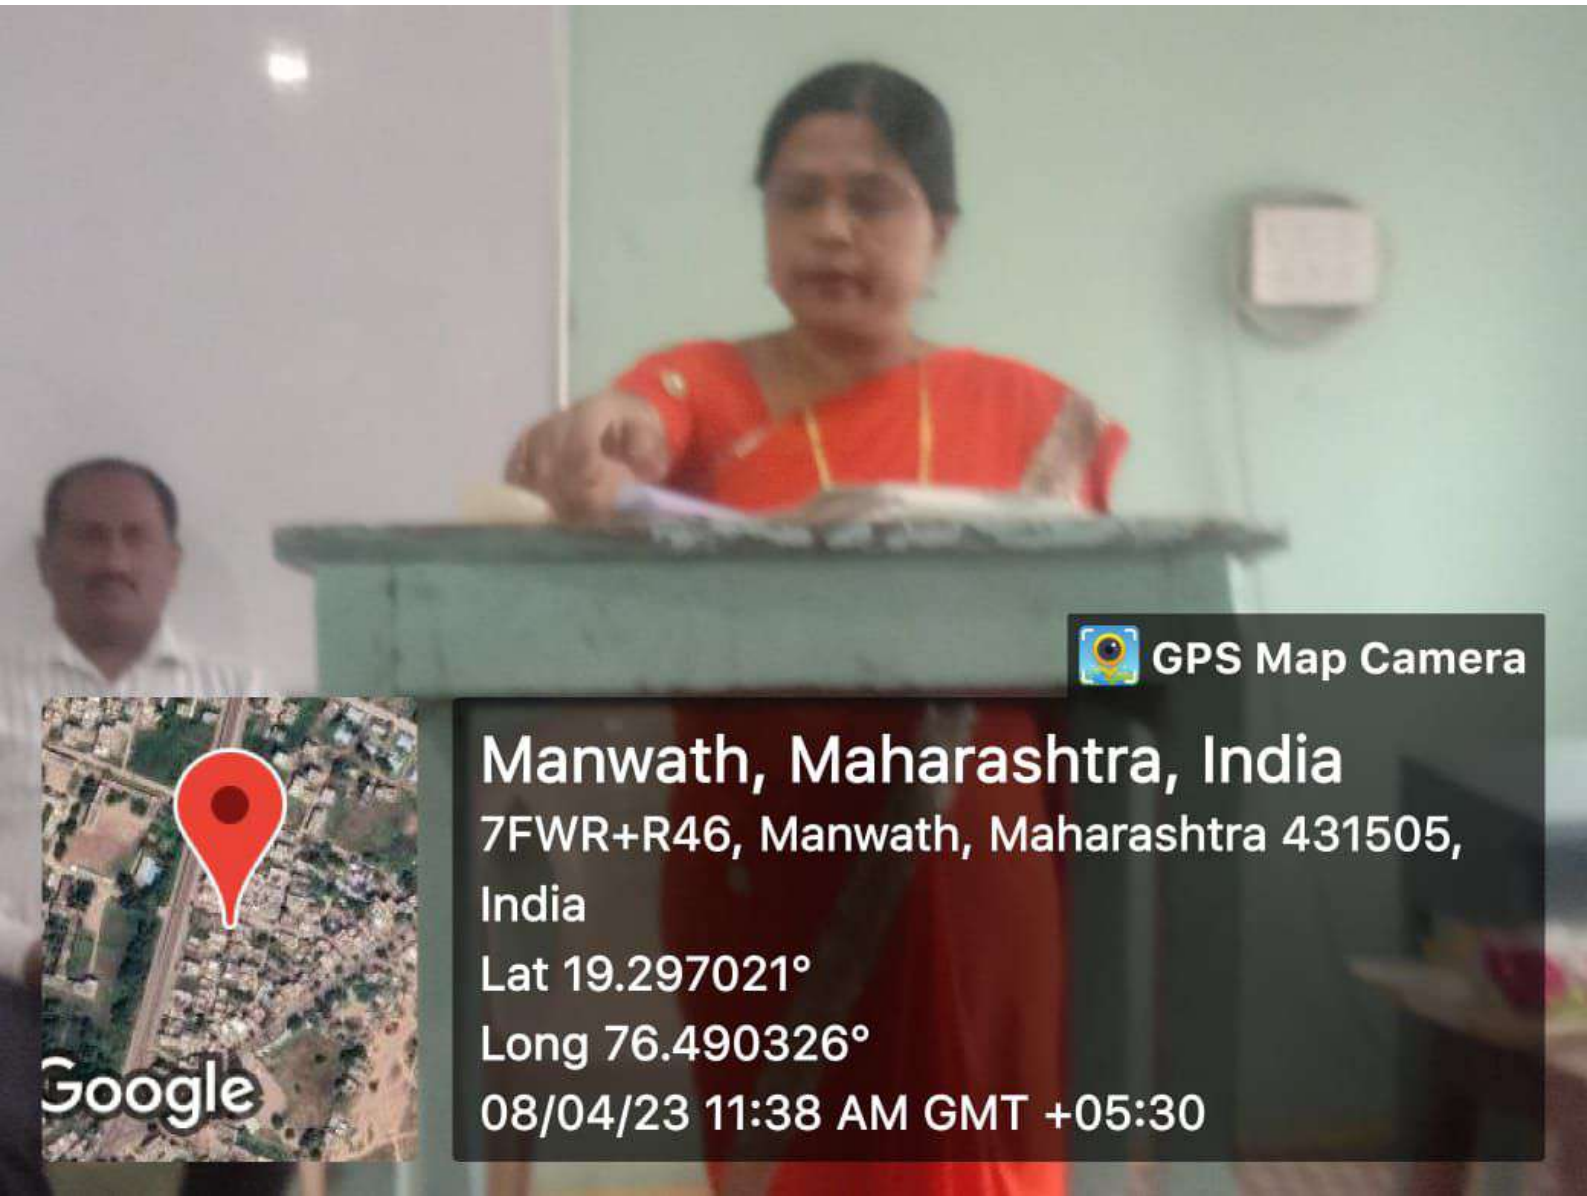 GPS Map Camera
Manwath, Maharashtra, India
7FWR+R46, Manwath, Maharashtra 431505,
India
Lat 19.297021°
Long 76.490326°
08/04/23 11:38 AM GMT +05:30
Google